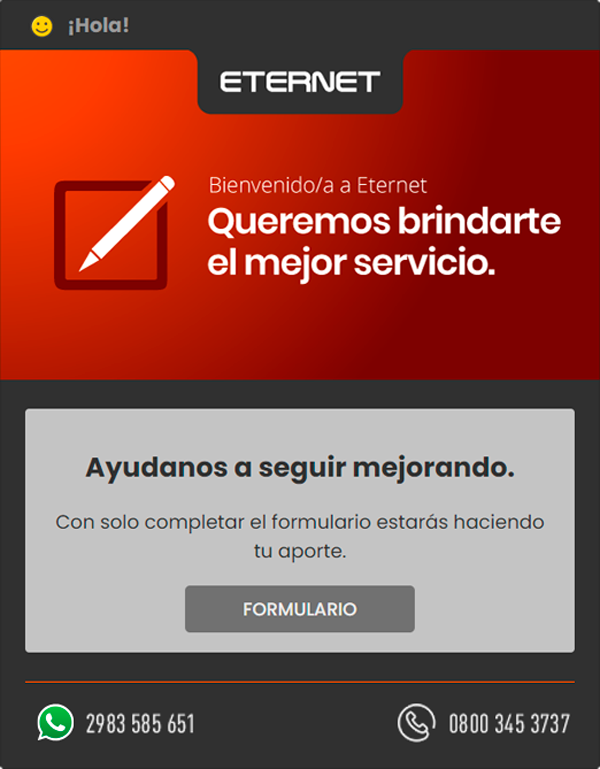 ¡Hola!
ETERNET
Bienvenido/a a Eternet
Queremos brindarte
el mejor servicio.
Ayudanos a seguir mejorando.
Con solo completar el formulario estarás haciendo
tu aporte.
FORMULARIO
2983 585 651
0800 345 3737